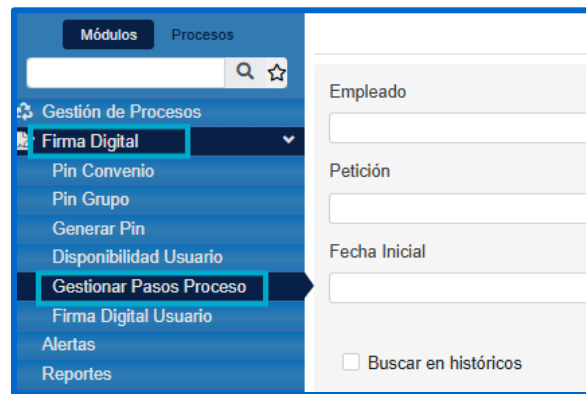 Módulos Procesos
Gestión de Procesos
Firma Digital
Pin Convenio
Pin Grupo
Generar Pin
Disponibilidad Usuario
Gestionar Pasos Proceso
Firma Digital Usuario
Alertas
Reportes
Empleado
Petición
Fecha Inicial
Buscar en históricos